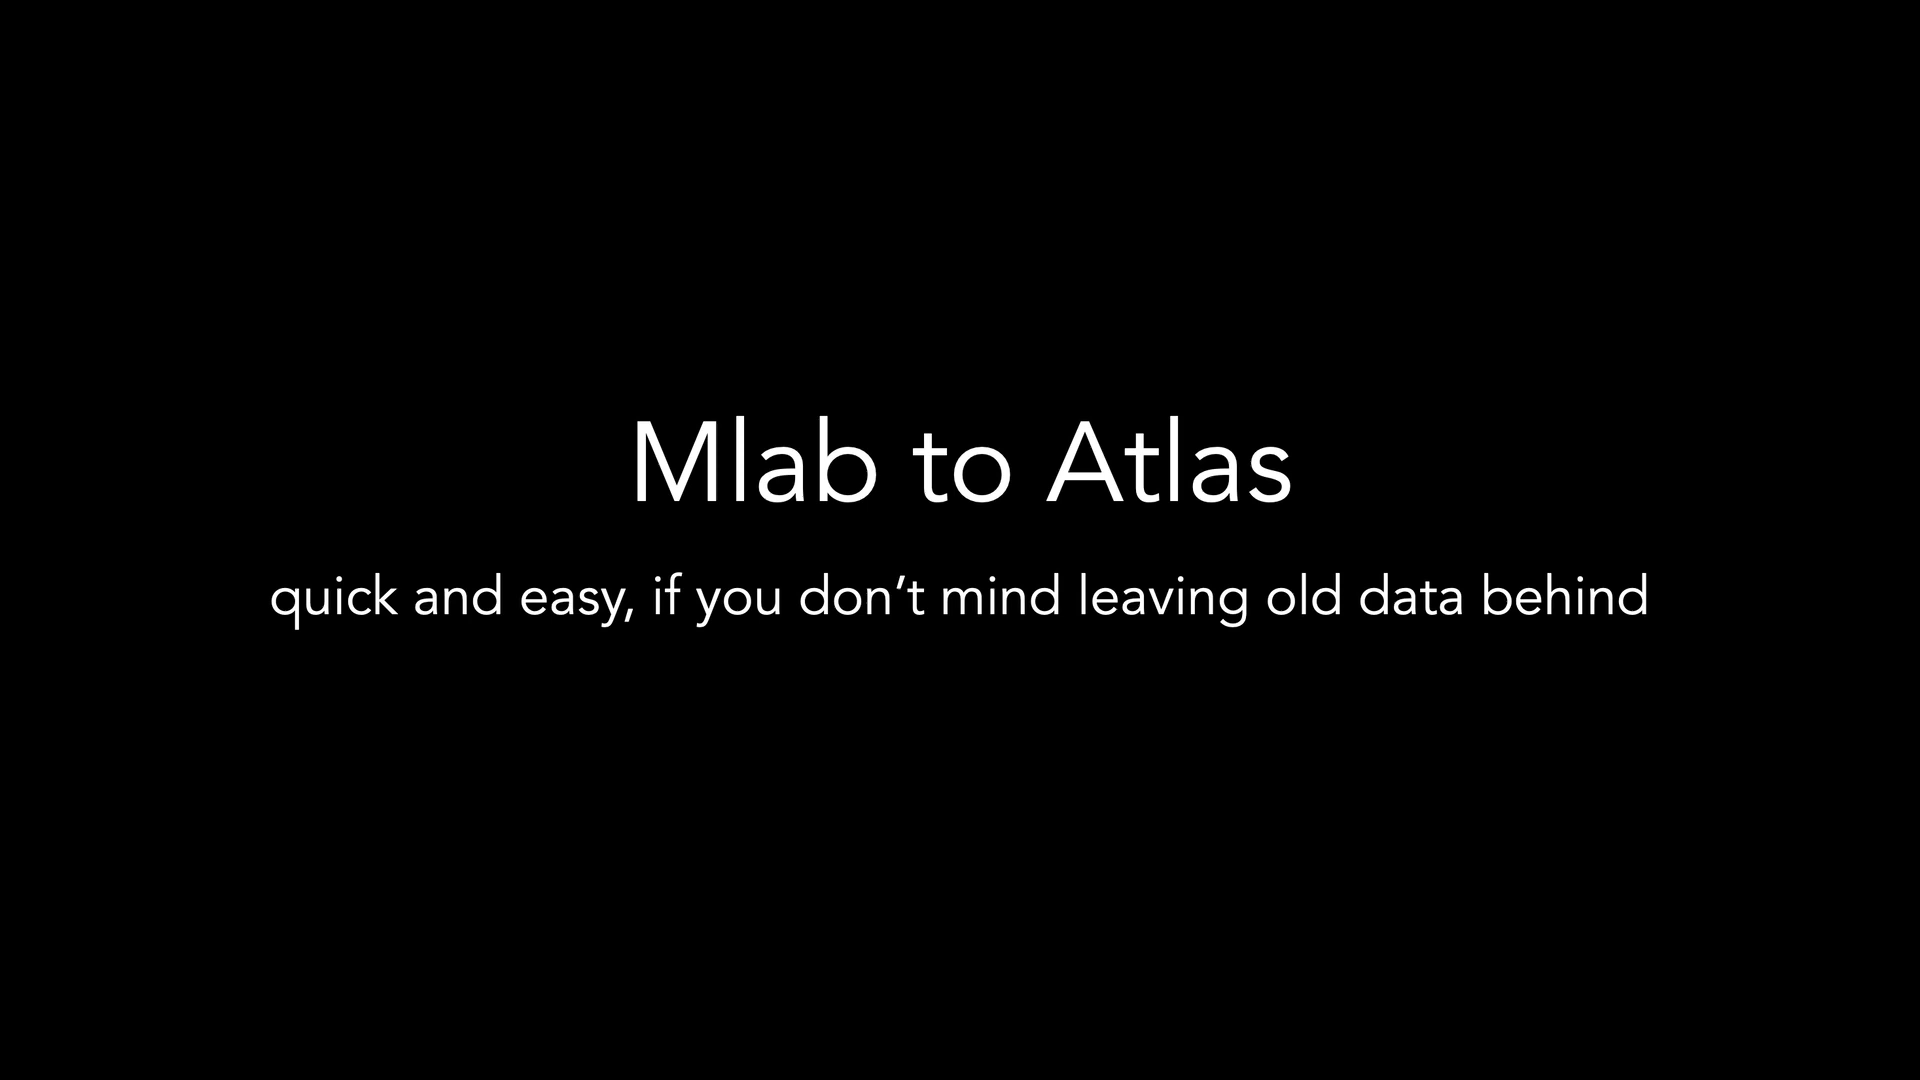 Mlab to Atlas
quick and easy, if you don’t mind leaving old data behind